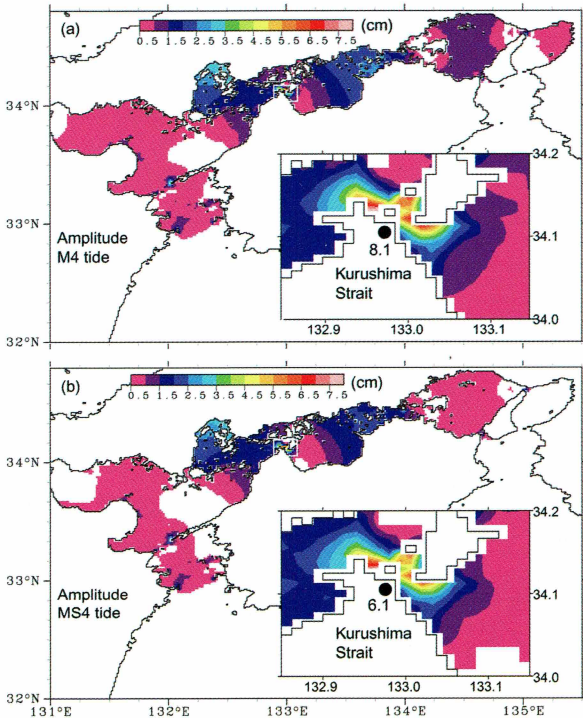 (a)
(cm)
0.5 1.5 2.5 3.5 4.5 5.5 6.5 7.5
34°N
33°N
32°N
Amplitude
M4 tide
8.1
Kurushima
Strait
34.2
34.1
34.0
132.9 133.0 133.1
(b)
(cm)
0.5 1.5 2.5 3.5 4.5 5.5 6.5 7.5
34°N
33°N
32°N
Amplitude
MS4 tide
6.1
Kurushima
Strait
34.2
34.1
34.0
132.9 133.0 133.1
131°E 132°E 133°E 134°E 135°E